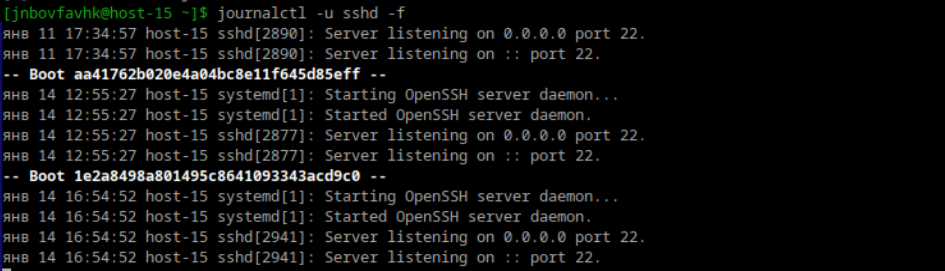 [jnbovfavhk@host-15 ~]$ journalctl -u sshd -f
янв 11 17:34:57 host-15 sshd[2890]: Server listening on 0.0.0.0 port 22.
янв 11 17:34:57 host-15 sshd[2890]: Server listening on :: port 22.
-- Boot aa41762b020e4a04bc8e11f645d85eff --
янв 14 12:55:27 host-15 systemd[1]: Starting OpenSSH server daemon...
янв 14 12:55:27 host-15 systemd[1]: Started OpenSSH server daemon.
янв 14 12:55:27 host-15 sshd[2877]: Server listening on 0.0.0.0 port 22.
янв 14 12:55:27 host-15 sshd[2877]: Server listening on :: port 22.
-- Boot 1e2a8498a801495c8641093343acd9c0 --
янв 14 16:54:52 host-15 systemd[1]: Starting OpenSSH server daemon...
янв 14 16:54:52 host-15 systemd[1]: Started OpenSSH server daemon.
янв 14 16:54:52 host-15 sshd[2941]: Server listening on 0.0.0.0 port 22.
янв 14 16:54:52 host-15 sshd[2941]: Server listening on :: port 22.